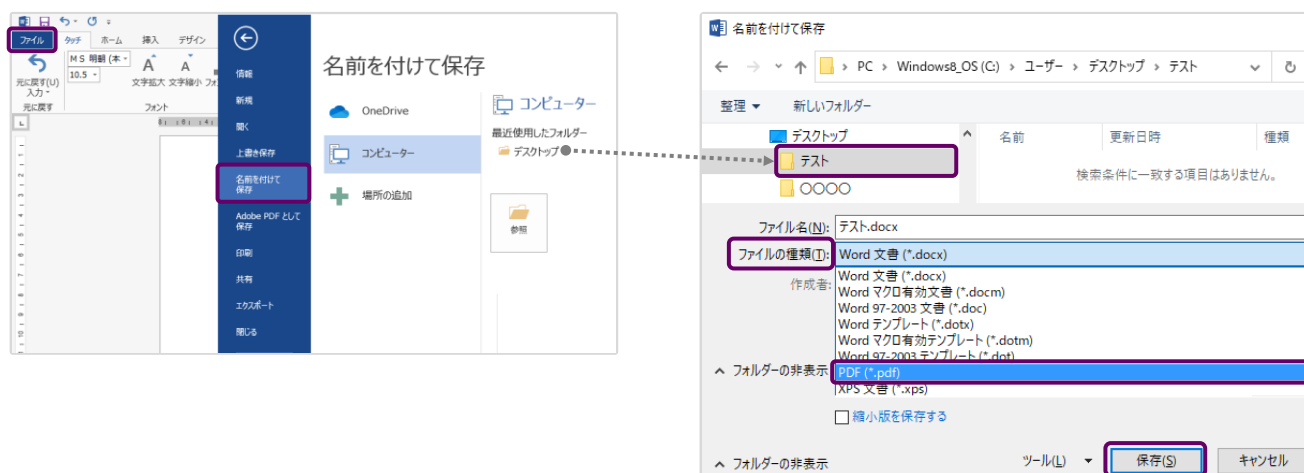 ファイル タッチ ホーム 挿入 デザイン
元に戻す(U)
入力
元に戻す
MS 明朝 (本
10.5
文字拡大 文字縮小 フォ
フォント
情報
新規
開く
上書き保存
名前を付けて
保存
Adobe PDF として
保存
印刷
共有
エクスポート
閉じる
名前を付けて保存
OneDrive
コンピューター
場所の追加
コンピューター
最近使用したフォルダー
デスクトップ
参照
名前を付けて保存
PC > Windows8_OS (C:) > ユーザー > デスクトップ > テスト
整理 ▼ 新しいフォルダー
デスクトップ
テスト
〇〇〇〇
名前 更新日時 種類
検索条件に一致する項目はありません。
ファイル名(N): テスト.docx
ファイルの種類(T): Word 文書 (*.docx)
作成者:
Word 文書 (*.docx)
Word マクロ有効文書 (*.docm)
Word 97-2003 文書 (*.doc)
Word テンプレート (*.dotx)
Word マクロ有効テンプレート (*.dotm)
Word 97-2003 テンプレート (*.dot)
PDF (*.pdf)
XPS 文書 (*.xps)
フォルダーの非表示
縮小版を保存する
フォルダーの非表示
ツール(L) ▼ 保存(S) キャンセル